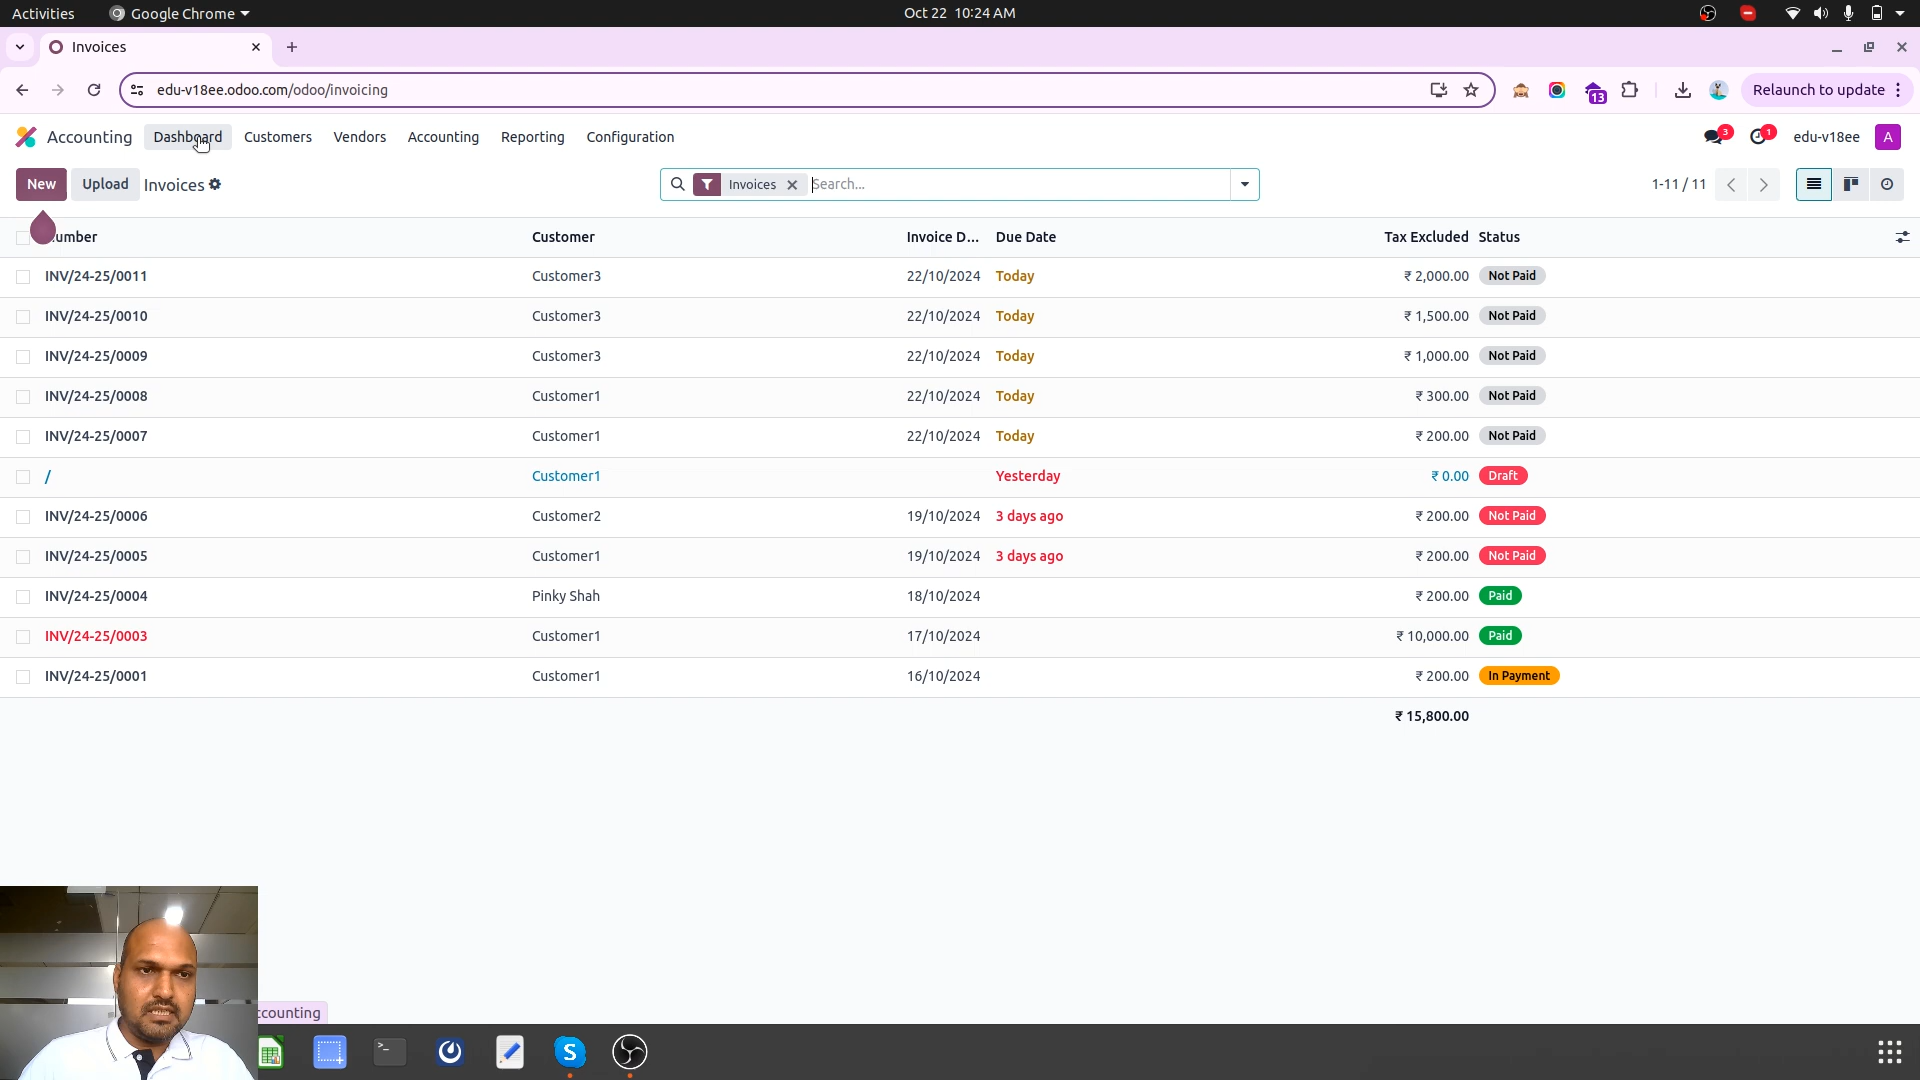 Activities Google Chrome Oct 22 10:24 AM
Invoices
edu-v18ee.odoo.com/odoo/invoicing 13 Relaunch to update
Accounting Dashboard Customers Vendors Accounting Reporting Configuration 3 1 edu-v18ee A
New Upload Invoices Invoices Search... 1-11 / 11
umber Customer Invoice D... Due Date Tax Excluded Status
INV/24-25/0011 Customer3 22/10/2024 Today ₹ 2,000.00 Not Paid
INV/24-25/0010 Customer3 22/10/2024 Today ₹ 1,500.00 Not Paid
INV/24-25/0009 Customer3 22/10/2024 Today ₹ 1,000.00 Not Paid
INV/24-25/0008 Customer1 22/10/2024 Today ₹ 300.00 Not Paid
INV/24-25/0007 Customer1 22/10/2024 Today ₹ 200.00 Not Paid
/ Customer1 Yesterday ₹ 0.00 Draft
INV/24-25/0006 Customer2 19/10/2024 3 days ago ₹ 200.00 Not Paid
INV/24-25/0005 Customer1 19/10/2024 3 days ago ₹ 200.00 Not Paid
INV/24-25/0004 Pinky Shah 18/10/2024 ₹ 200.00 Paid
INV/24-25/0003 Customer1 17/10/2024 ₹ 10,000.00 Paid
INV/24-25/0001 Customer1 16/10/2024 ₹ 200.00 In Payment
₹ 15,800.00
ccounting